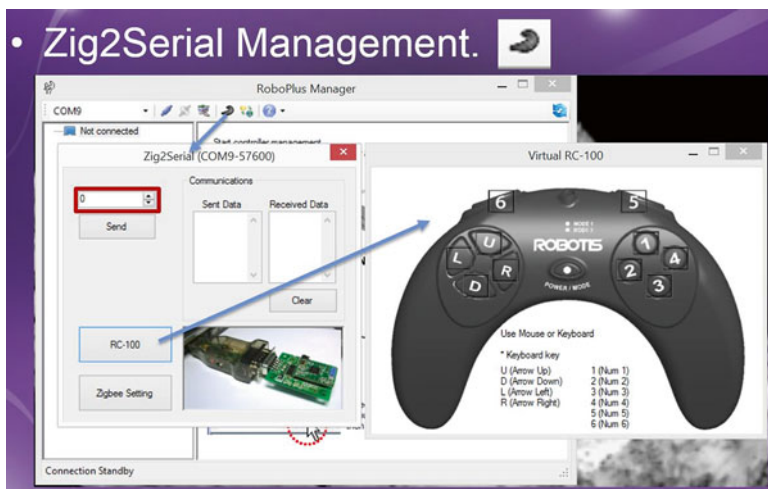 • Zig2Serial Management.
RoboPlus Manager
COM9
Not connected
Start controller management
Zig2Serial (COM9-57600)
0
Send
Communications
Sent Data Received Data
Clear
RC-100
Zigbee Setting
Connection Standby
Virtual RC-100
6 5
MODE 1
ROBOTIS
U
L R
D
POWER / MODE
1
2 4
3
Use Mouse or Keyboard
* Keyboard key
U (Arrow Up) 1 (Num 1)
D (Arrow Down) 2 (Num 2)
L (Arrow Left) 3 (Num 3)
R (Arrow Right) 4 (Num 4)
5 (Num 5)
6 (Num 6)